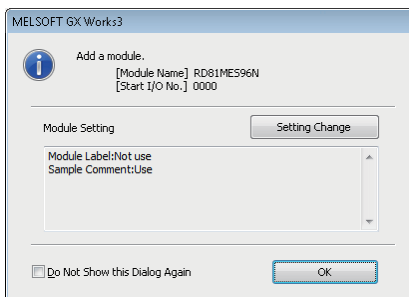 MELSOFT GX Works3
Add a module.
[Module Name] RD81MES96N
[Start I/O No.] 0000
Module Setting
Setting Change
Module Label:Not use
Sample Comment:Use
Do Not Show this Dialog Again
OK